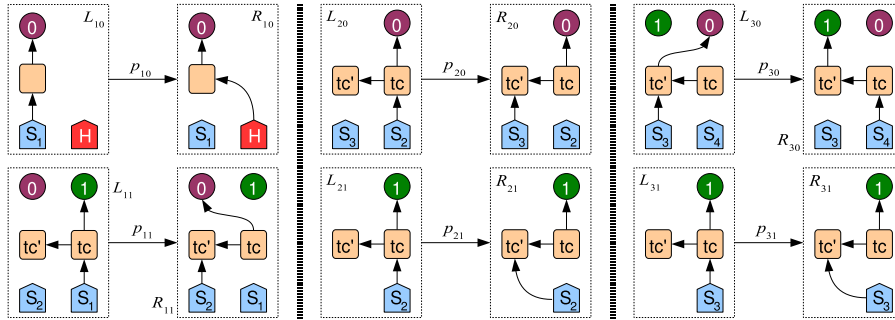 0 L₁₀ 0 R₁₀ L₂₀ 0 R₂₀ 0 1 0 L₃₀ 1 0
p₁₀ tc' tc p₂₀ tc' tc tc' tc p₃₀ tc' tc
S₁ H S₁ H S₃ S₂ S₃ S₂ S₃ S₄ R₃₀ S₃ S₄
0 1 L₁₁ 0 1 L₂₁ 1 R₂₁ 1 L₃₁ 1 R₃₁ 1
tc' tc p₁₁ tc' tc tc' tc p₂₁ tc' tc tc' tc p₃₁ tc' tc
S₂ S₁ R₁₁ S₂ S₁ S₂ S₂ S₃ S₃